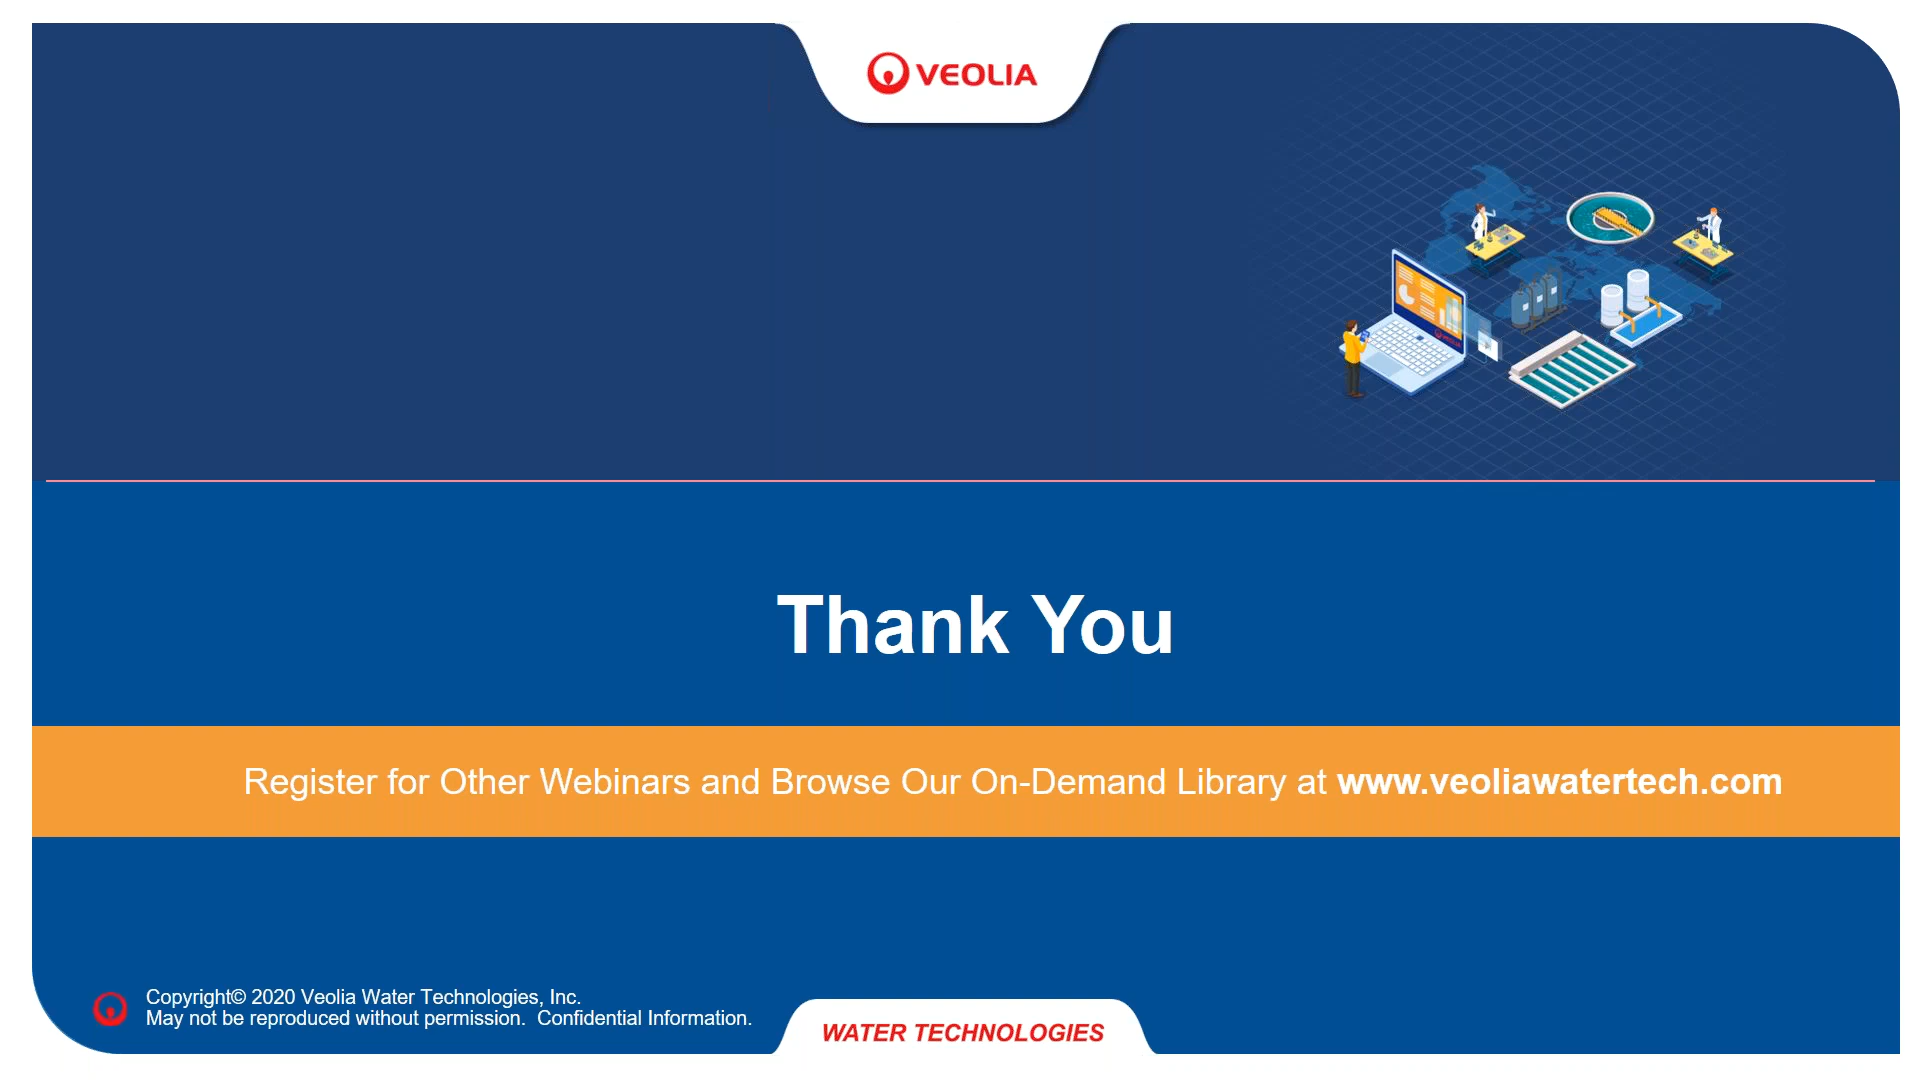 VEOLIA
Thank You
Register for Other Webinars and Browse Our On-Demand Library at www.veoliawatertech.com
Copyright© 2020 Veolia Water Technologies, Inc.
May not be reproduced without permission.  Confidential Information.
WATER TECHNOLOGIES